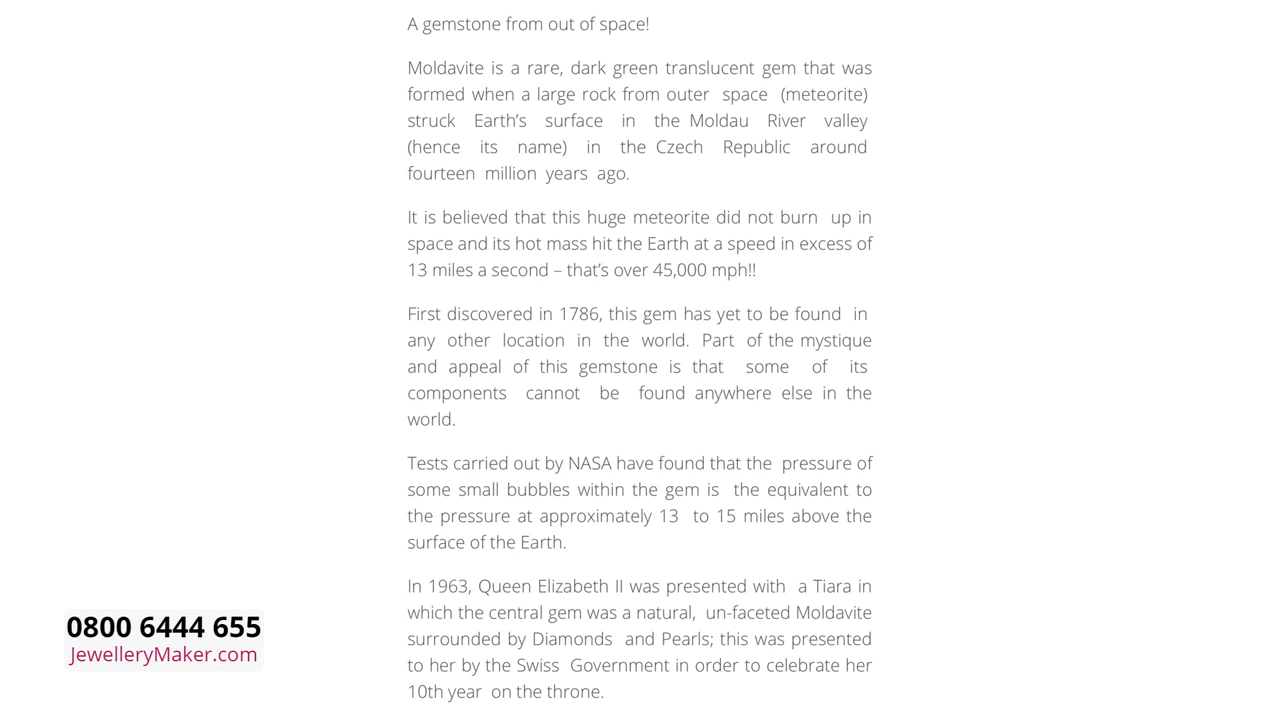 A gemstone from out of space!
Moldavite is a rare, dark green translucent gem that was
formed when a large rock from outer space (meteorite)
struck Earth's surface in the Moldau River valley
(hence its name) in the Czech Republic around
fourteen million years ago.
It is believed that this huge meteorite did not burn up in
space and its hot mass hit the Earth at a speed in excess of
13 miles a second – that's over 45,000 mph!!
First discovered in 1786, this gem has yet to be found in
any other location in the world. Part of the mystique
and appeal of this gemstone is that some of its
components cannot be found anywhere else in the
world.
Tests carried out by NASA have found that the pressure of
some small bubbles within the gem is the equivalent to
the pressure at approximately 13 to 15 miles above the
surface of the Earth.
In 1963, Queen Elizabeth II was presented with a Tiara in
which the central gem was a natural, un-faceted Moldavite
surrounded by Diamonds and Pearls; this was presented
to her by the Swiss Government in order to celebrate her
10th year on the throne.
0800 6444 655
JewelleryMaker.com